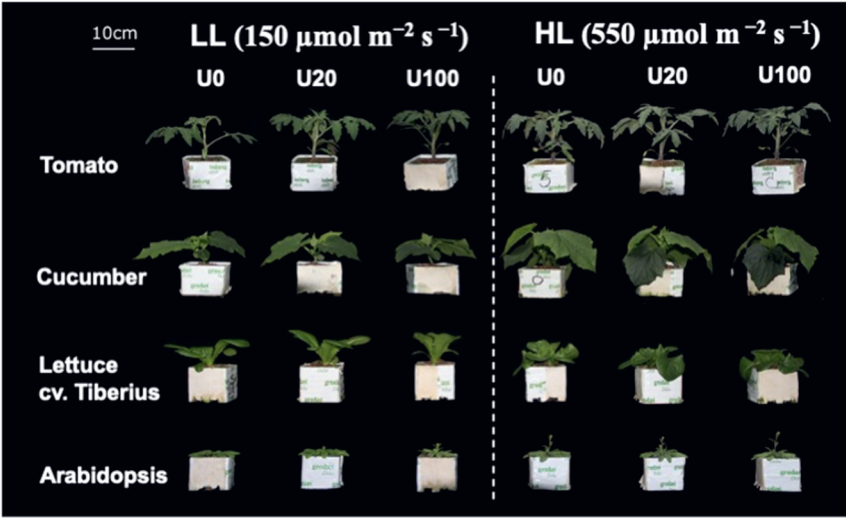 10cm
LL (150 µmol m⁻² s⁻¹)
HL (550 µmol m⁻² s⁻¹)
U0 U20 U100 U0 U20 U100
Tomato
Cucumber
Lettuce
cv. Tiberius
Arabidopsis